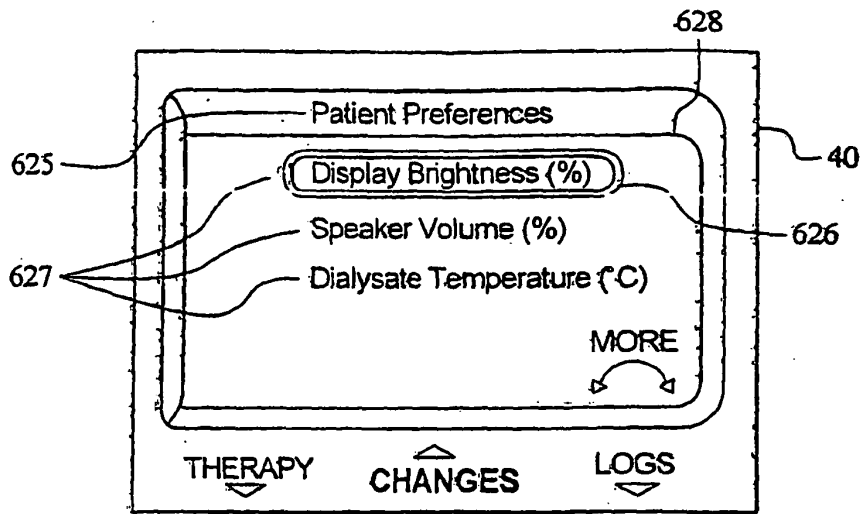 628
Patient Preferences
625
40
Display Brightness (%)
626
Speaker Volume (%)
627
Dialysate Temperature (°C)
MORE
THERAPY
CHANGES
LOGS